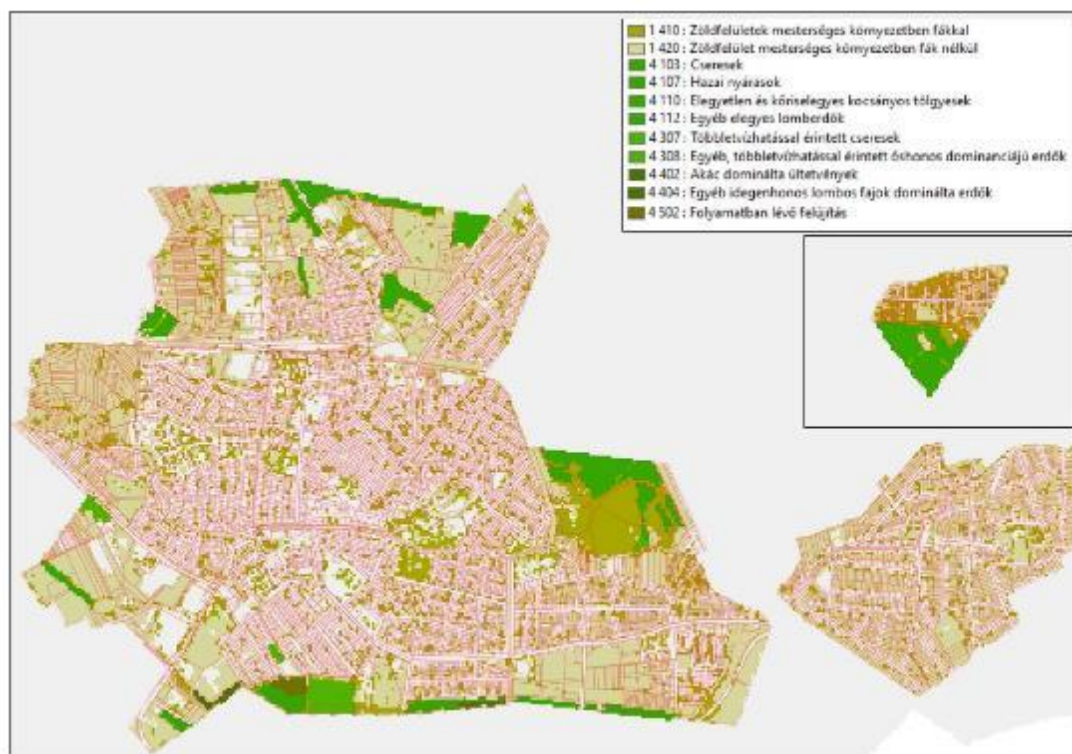 1 410 : Zöldfelületek mesterséges környezetben fákkal
1 420 : Zöldfelület mesterséges környezetben fák nélkül
4 103 : Cseresek
4 107 : Hazai nyárasok
4 110 : Elegyetlen és kőriselegyes kocsányos tölgyesek
4 112 : Egyéb elegyes lomberdők
4 307 : Többletvízhatással érintett cseresek
4 308 : Egyéb, többletvízhatással érintett őshonos dominanciájú erdők
4 402 : Akác dominálta ültetvények
4 404 : Egyéb idegenhonos lombos fajok dominálta erdők
4 502 : Folyamatban lévő felújítás